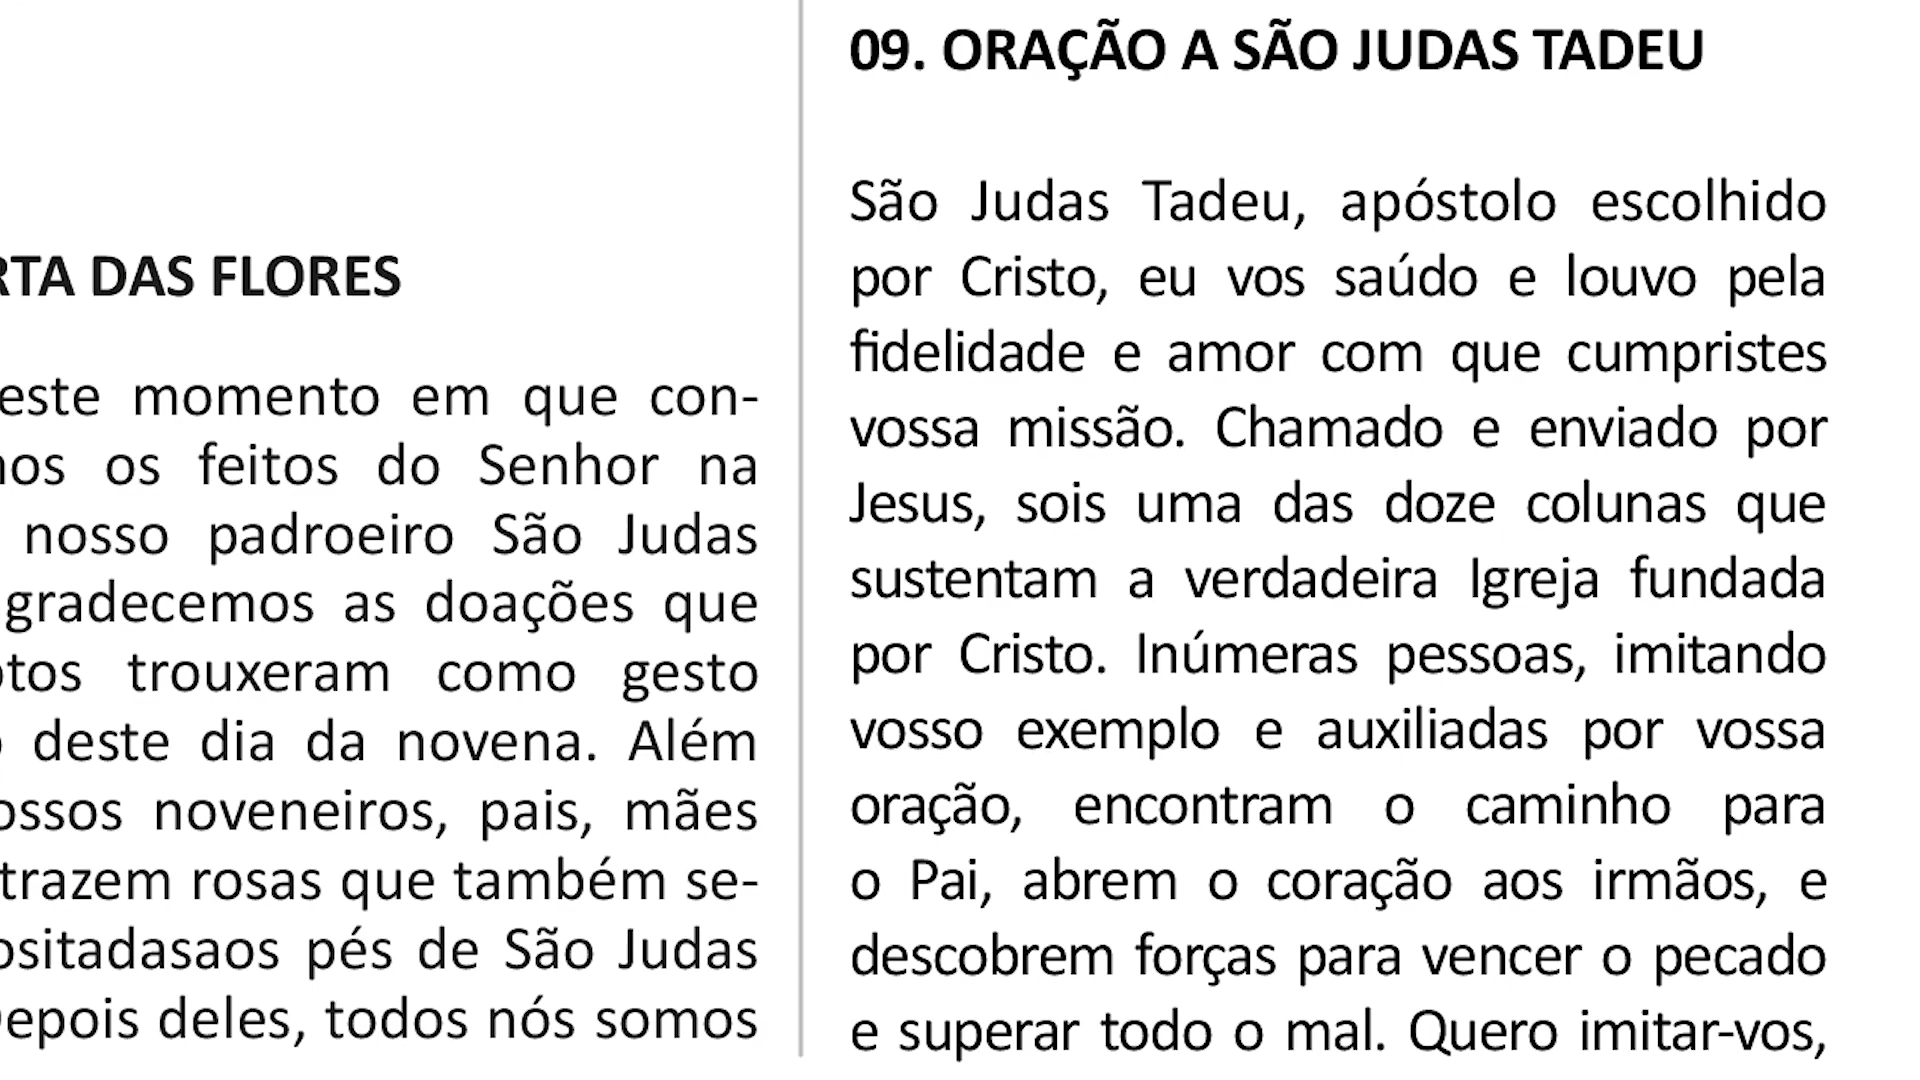 RTA DAS FLORES
este momento em que con-
os os feitos do Senhor na
nosso padroeiro São Judas
gradecemos as doações que
tos trouxeram como gesto
deste dia da novena. Além
ossos noveneiros, pais, mães
trazem rosas que também se-
ositadasaos pés de São Judas
epois deles, todos nós somos
09. ORAÇÃO A SÃO JUDAS TADEU
São Judas Tadeu, apóstolo escolhido
por Cristo, eu vos saúdo e louvo pela
fidelidade e amor com que cumpristes
vossa missão. Chamado e enviado por
Jesus, sois uma das doze colunas que
sustentam a verdadeira Igreja fundada
por Cristo. Inúmeras pessoas, imitando
vosso exemplo e auxiliadas por vossa
oração, encontram o caminho para
o Pai, abrem o coração aos irmãos, e
descobrem forças para vencer o pecado
e superar todo o mal. Quero imitar-vos,